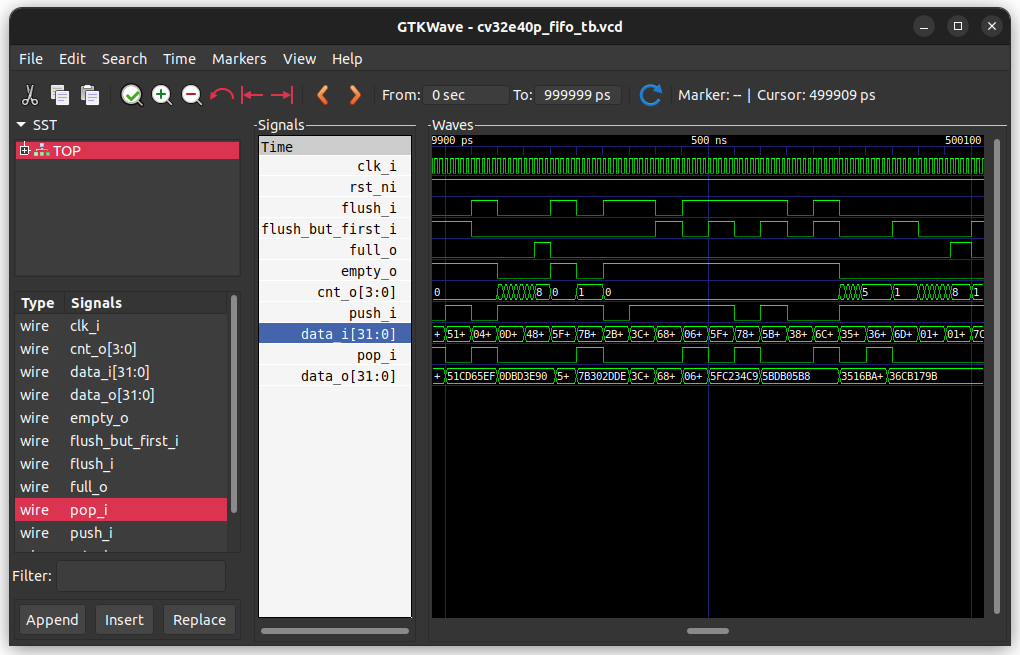 GTKWave - cv32e40p_fifo_tb.vcd
File Edit Search Time Markers View Help
From: 0 sec To: 999999 ps Marker: -- | Cursor: 499909 ps
SST
TOP
Type Signals
wire clk_i
wire cnt_o[3:0]
wire data_i[31:0]
wire data_o[31:0]
wire empty_o
wire flush_but_first_i
wire flush_i
wire full_o
wire pop_i
wire push_i
Filter:
Append Insert Replace
Signals
Time
clk_i
rst_ni
flush_i
flush_but_first_i
full_o
empty_o
cnt_o[3:0]
push_i
data_i[31:0]
pop_i
data_o[31:0]
Waves
9900 ps 500 ns 500100
0 8 0 1 0 5 1 8 1
+ 51+ 04+ 0D+ 48+ 5F+ 7B+ 2B+ 3C+ 68+ 06+ 5F+ 78+ 5B+ 38+ 6C+ 35+ 36+ 6D+ 01+ 01+ 7C
+ 51CD65EF 0DBD3E90 5+ 7B302DDE 3C+ 68+ 06+ 5FC234C9 5BDB05B8 3516BA+ 36CB179B